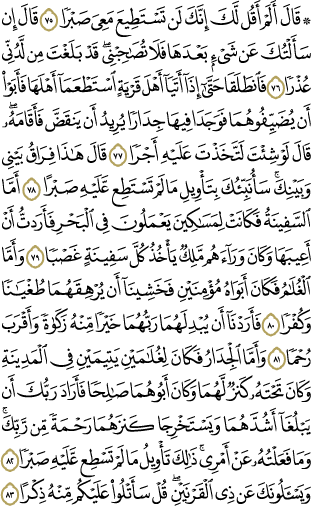 ۞ قَالَ أَلَمْ أَقُل لَّكَ إِنَّكَ لَن تَسْتَطِيعَ مَعِيَ صَبْرًا ٧٥ قَالَ إِن
سَأَلْتُكَ عَن شَيْءٍ بَعْدَهَا فَلَا تُصَاحِبْنِي ۖ قَدْ بَلَغْتَ مِن لَّدُنِّي
عُذْرًا ٧٦ فَانطَلَقَا حَتَّىٰ إِذَا أَتَيَا أَهْلَ قَرْيَةٍ اسْتَطْعَمَا أَهْلَهَا فَأَبَوْا
أَن يُضَيِّفُوهُمَا فَوَجَدَا فِيهَا جِدَارًا يُرِيدُ أَن يَنقَضَّ فَأَقَامَهُ ۖ
قَالَ لَوْ شِئْتَ لَتَّخَذْتَ عَلَيْهِ أَجْرًا ٧٧ قَالَ هَٰذَا فِرَاقُ بَيْنِي
وَبَيْنِكَ ۚ سَأُنَبِّئُكَ بِتَأْوِيلِ مَا لَمْ تَسْتَطِع عَّلَيْهِ صَبْرًا ٧٨ أَمَّا
السَّفِينَةُ فَكَانَتْ لِمَسَاكِينَ يَعْمَلُونَ فِي الْبَحْرِ فَأَرَدتُّ أَنْ
أَعِيبَهَا وَكَانَ وَرَاءَهُم مَّلِكٌ يَأْخُذُ كُلَّ سَفِينَةٍ غَصْبًا ٧٩ وَأَمَّا
الْغُلَامُ فَكَانَ أَبَوَاهُ مُؤْمِنَيْنِ فَخَشِينَا أَن يُرْهِقَهُمَا طُغْيَانًا
وَكُفْرًا ٨٠ فَأَرَدْنَا أَن يُبْدِلَهُمَا رَبُّهُمَا خَيْرًا مِّنْهُ زَكَاةً وَأَقْرَبَ
رُحْمًا ٨١ وَأَمَّا الْجِدَارُ فَكَانَ لِغُلَامَيْنِ يَتِيمَيْنِ فِي الْمَدِينَةِ
وَكَانَ تَحْتَهُ كَنزٌ لَّهُمَا وَكَانَ أَبُوهُمَا صَالِحًا فَأَرَادَ رَبُّكَ أَن
يَبْلُغَا أَشُدَّهُمَا وَيَسْتَخْرِجَا كَنزَهُمَا رَحْمَةً مِّن رَّبِّكَ ۚ
وَمَا فَعَلْتُهُ عَنْ أَمْرِي ۚ ذَٰلِكَ تَأْوِيلُ مَا لَمْ تَسْطِع عَّلَيْهِ صَبْرًا ٨٢
وَيَسْأَلُونَكَ عَن ذِي الْقَرْنَيْنِ ۖ قُلْ سَأَتْلُو عَلَيْكُم مِّنْهُ ذِكْرًا ٨٣